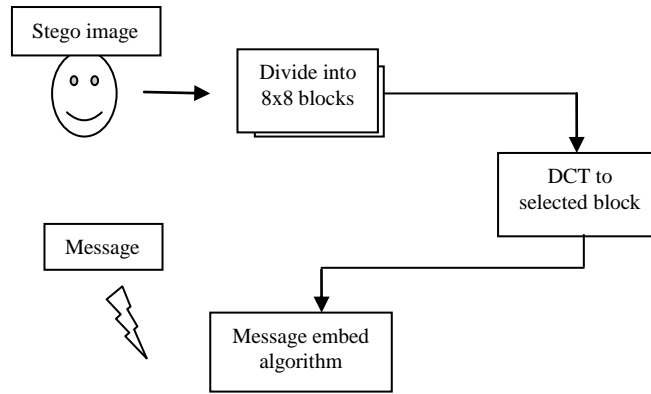 Stego image
Divide into
8x8 blocks
DCT to
selected block
Message
Message embed
algorithm